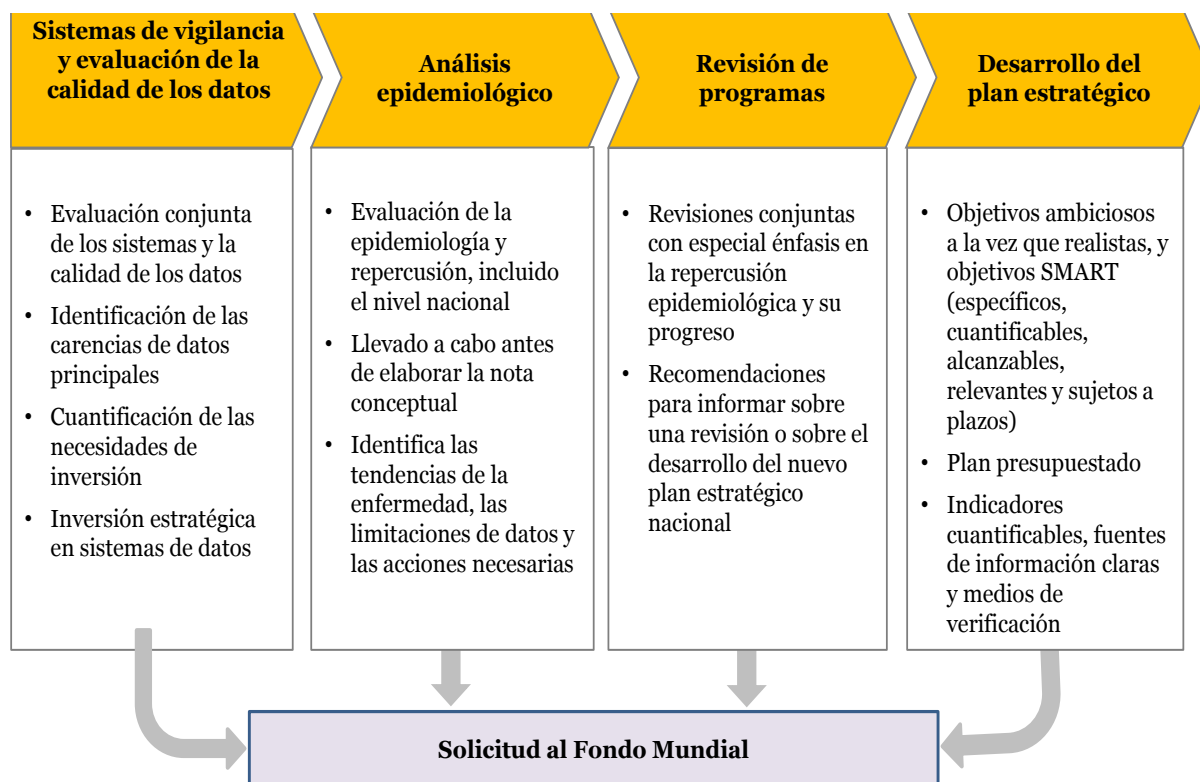 Sistemas de vigilancia
y evaluación de la
calidad de los datos
Análisis
epidemiológico
Revisión de
programas
Desarrollo del
plan estratégico
• Evaluación conjunta
de los sistemas y la
calidad de los datos
• Identificación de las
carencias de datos
principales
• Cuantificación de las
necesidades de
inversión
• Inversión estratégica
en sistemas de datos
• Evaluación de la
epidemiología y
repercusión, incluido
el nivel nacional
• Llevado a cabo antes
de elaborar la nota
conceptual
• Identifica las
tendencias de la
enfermedad, las
limitaciones de datos y
las acciones necesarias
• Revisiones conjuntas
con especial énfasis en
la repercusión
epidemiológica y su
progreso
• Recomendaciones
para informar sobre
una revisión o sobre el
desarrollo del nuevo
plan estratégico
nacional
• Objetivos ambiciosos
a la vez que realistas, y
objetivos SMART
(específicos,
cuantificables,
alcanzables,
relevantes y sujetos a
plazos)
• Plan presupuestado
• Indicadores
cuantificables, fuentes
de información claras
y medios de
verificación
Solicitud al Fondo Mundial